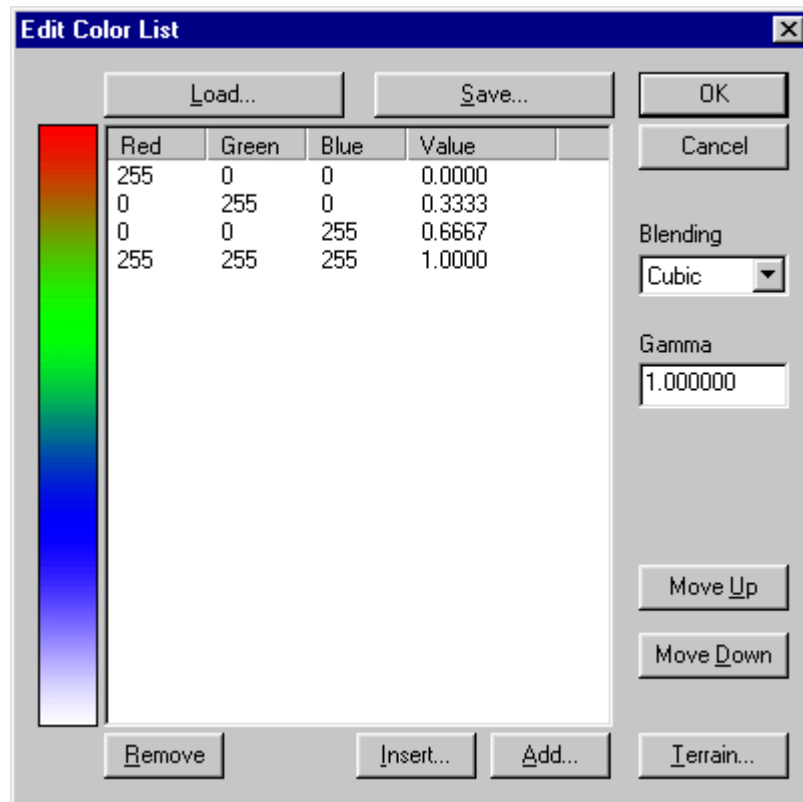 Edit Color List
Load... Save... OK
Cancel
Red Green Blue Value
255 0 0 0.0000
0 255 0 0.3333
0 0 255 0.6667
255 255 255 1.0000
Blending
Cubic
Gamma
1.000000
Move Up
Move Down
Remove Insert... Add... Terrain...